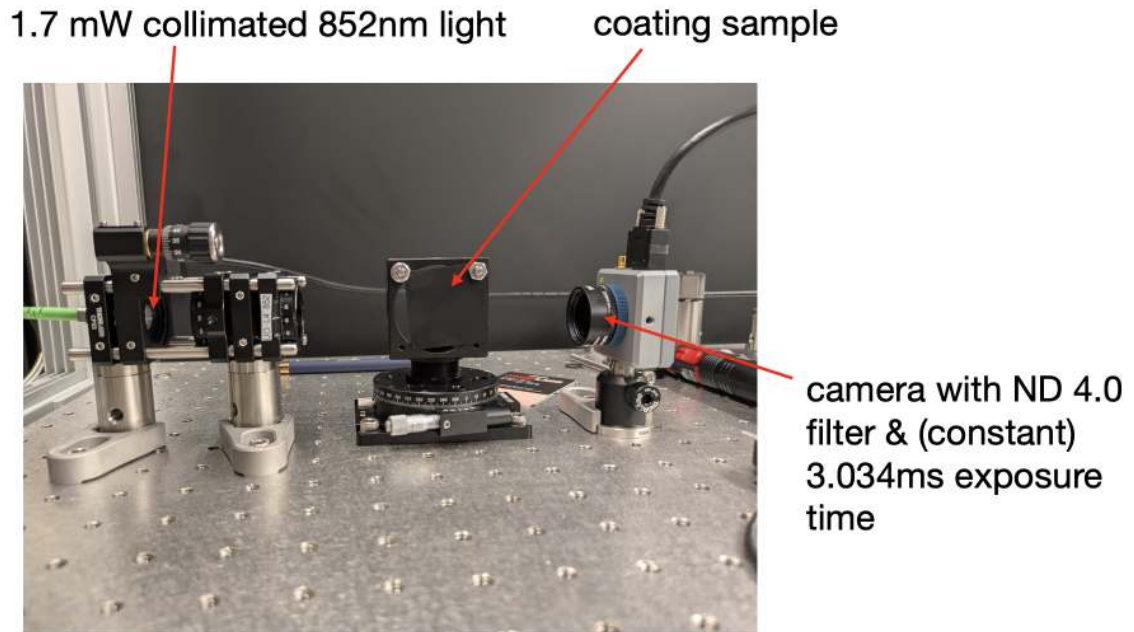 1.7 mW collimated 852nm light
coating sample
camera with ND 4.0
filter & (constant)
3.034ms exposure
time